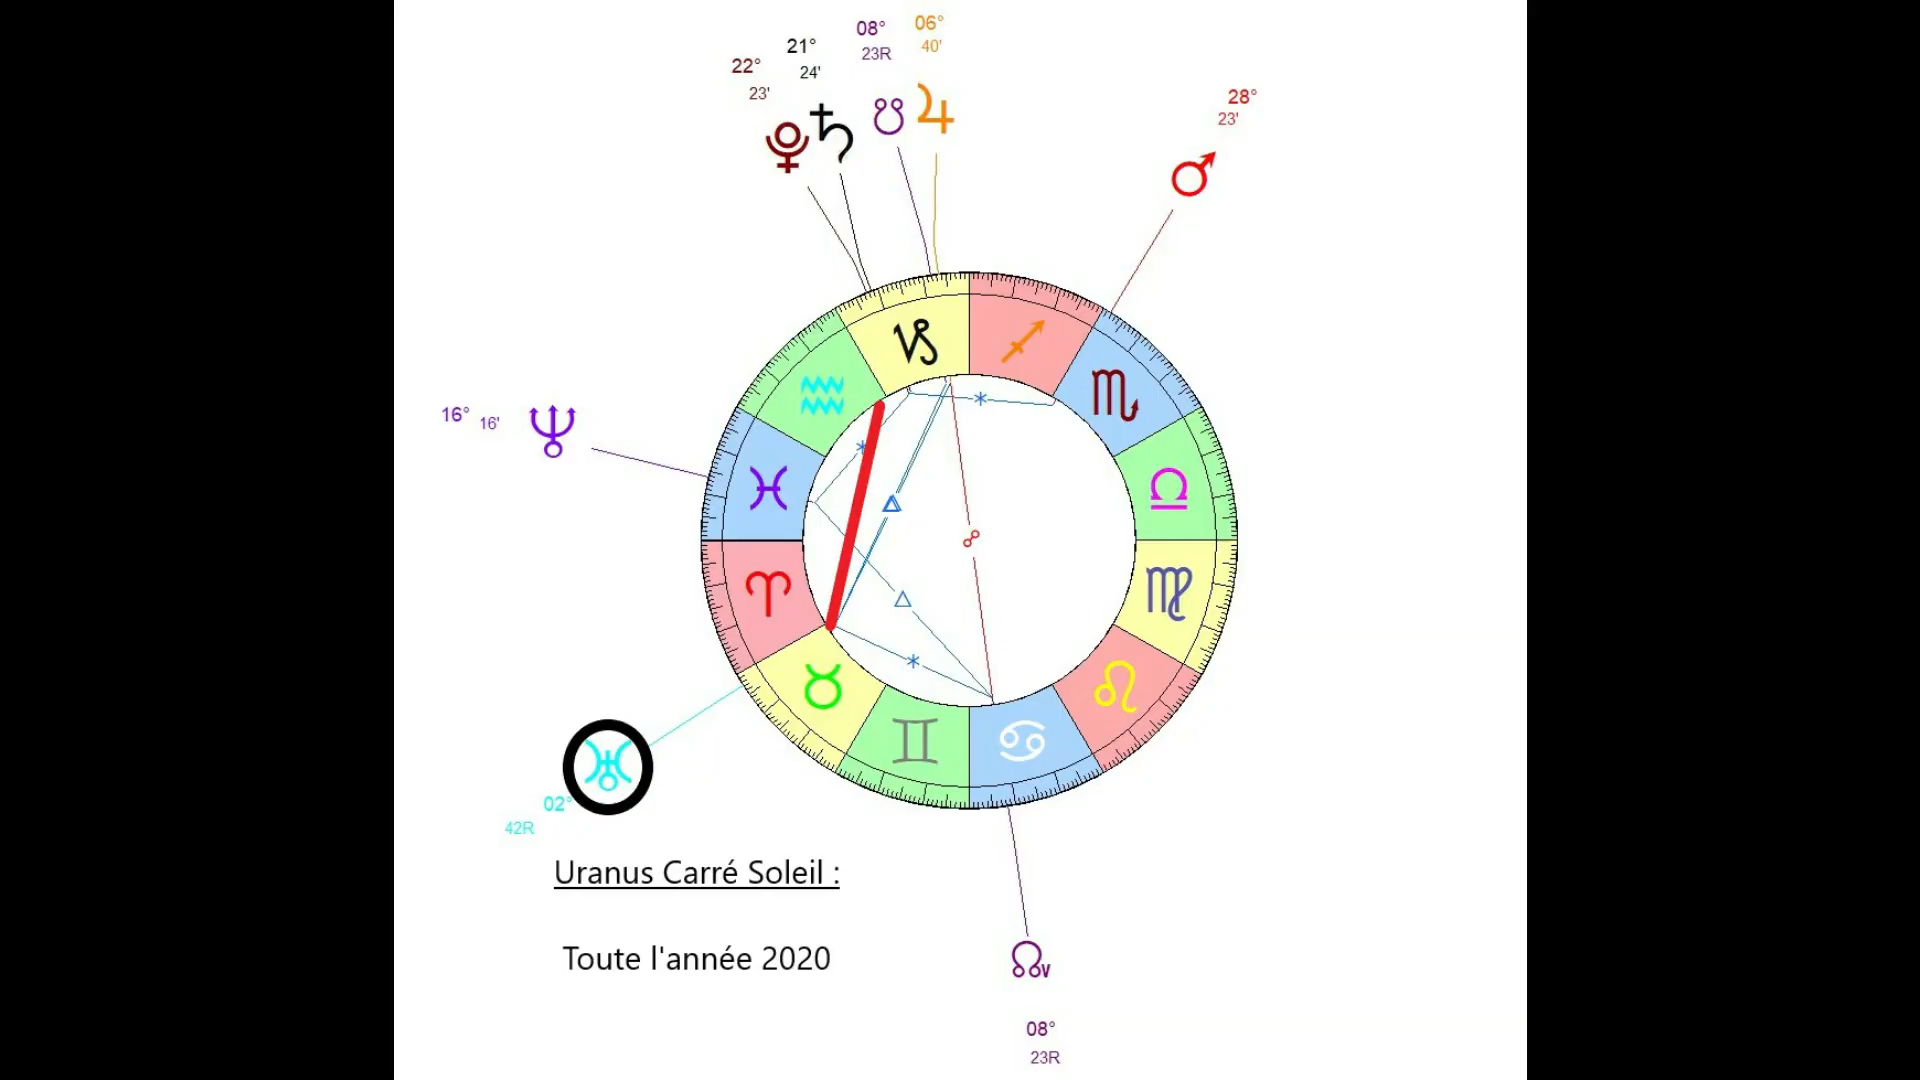 08°
23R
06°
40'
21°
24'
22°
23'
28°
23'
16° 16'
02°
42R
Uranus Carré Soleil :
Toute l'année 2020
V
08°
23R